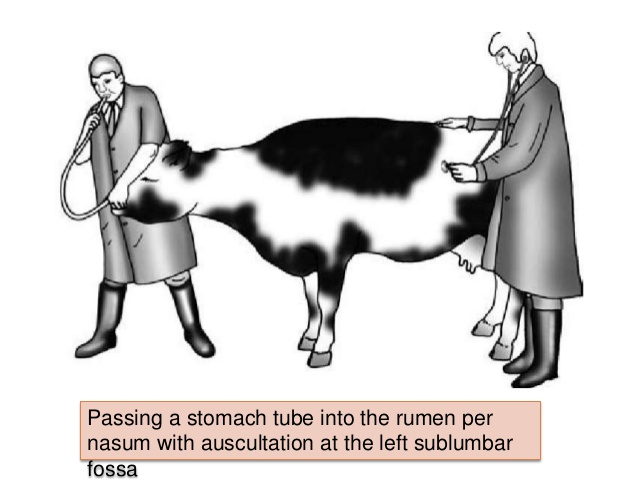 Passing a stomach tube into the rumen per
nasum with auscultation at the left sublumbar
fossa